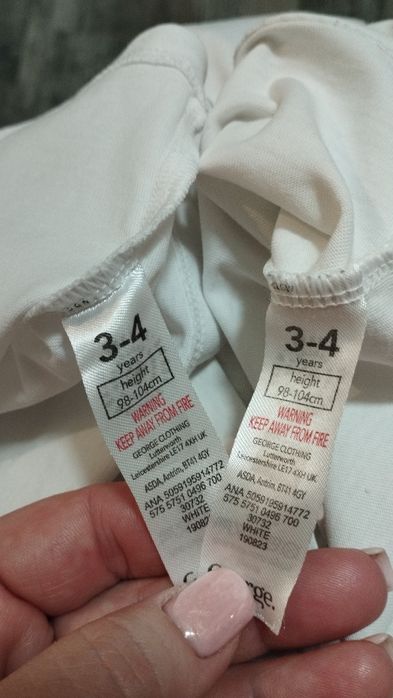 3-4
years
height
98-104cm
WARNING
KEEP AWAY FROM FIRE
GEORGE CLOTHING
Lutterworth
Leicestershire LE17 4XH UK
ASDA, Antrim, BT41 4GY
ANA 5059195914772
575 5751 0496 700
30732
WHITE
190823
3-4
years
height
98-104cm
WARNING
KEEP AWAY FROM FIRE
GEORGE CLOTHING
Lutterworth
Leicestershire LE17 4XH UK
ASDA, Antrim, BT41 4GY
ANA 5059195914772
575 5751 0496 700
30732
WHITE
190823